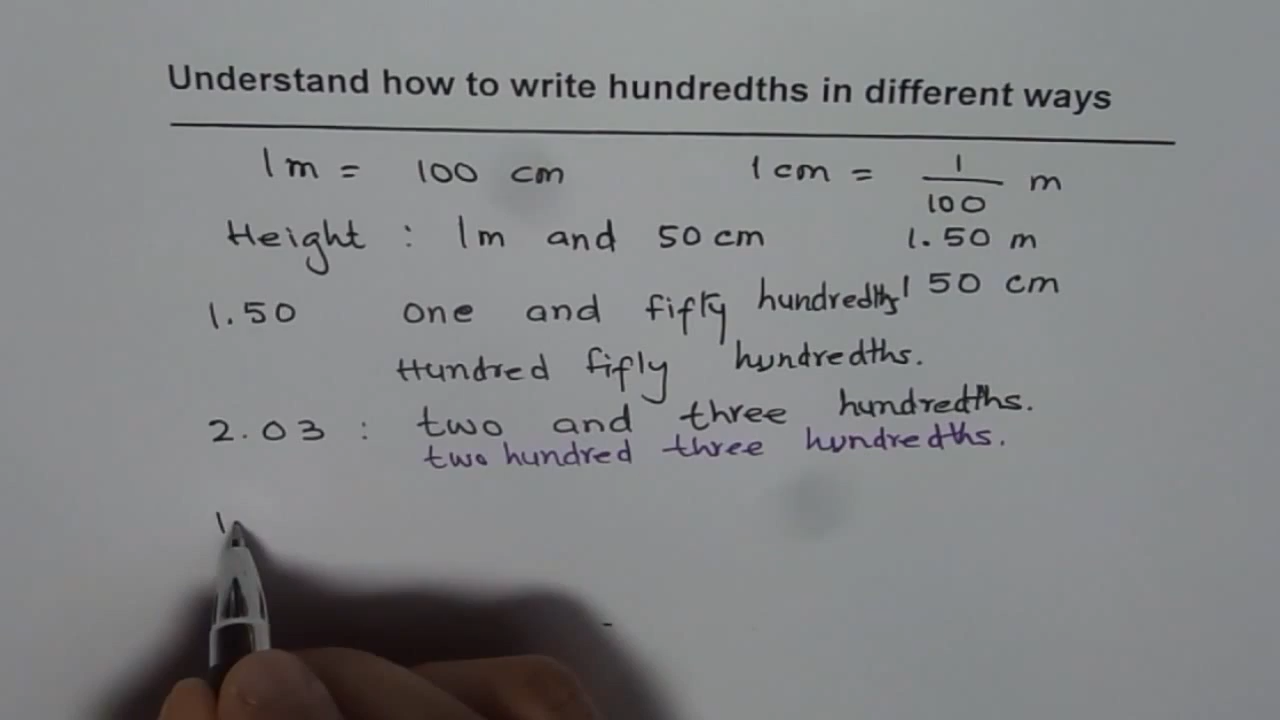 Understand how to write hundredths in different ways
1m = 100 cm 1 cm = 1/100 m
Height : 1m and 50 cm 1.50 m
150 cm
1.50 one and fifty hundredths
Hundred fifly hundredths.
2.03 : two and three hundredths.
two hundred three hundredths.
1